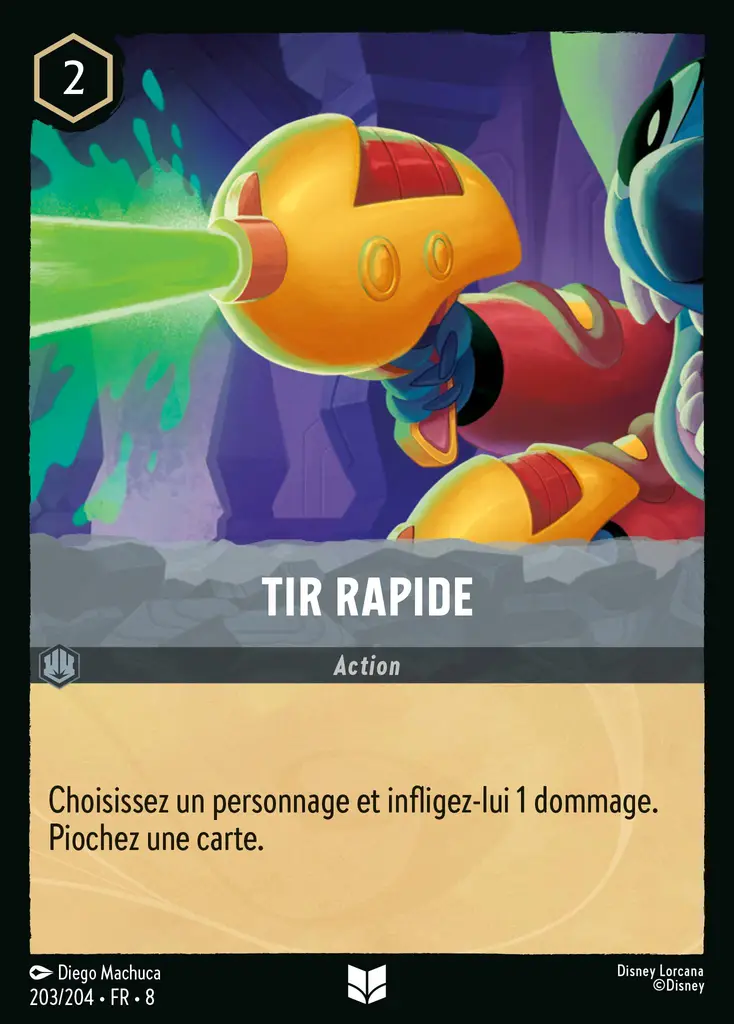 2
TIR RAPIDE
Action
Choisissez un personnage et infligez-lui 1 dommage.
Piochez une carte.
Diego Machuca
203/204 • FR • 8
Disney Lorcana
©Disney